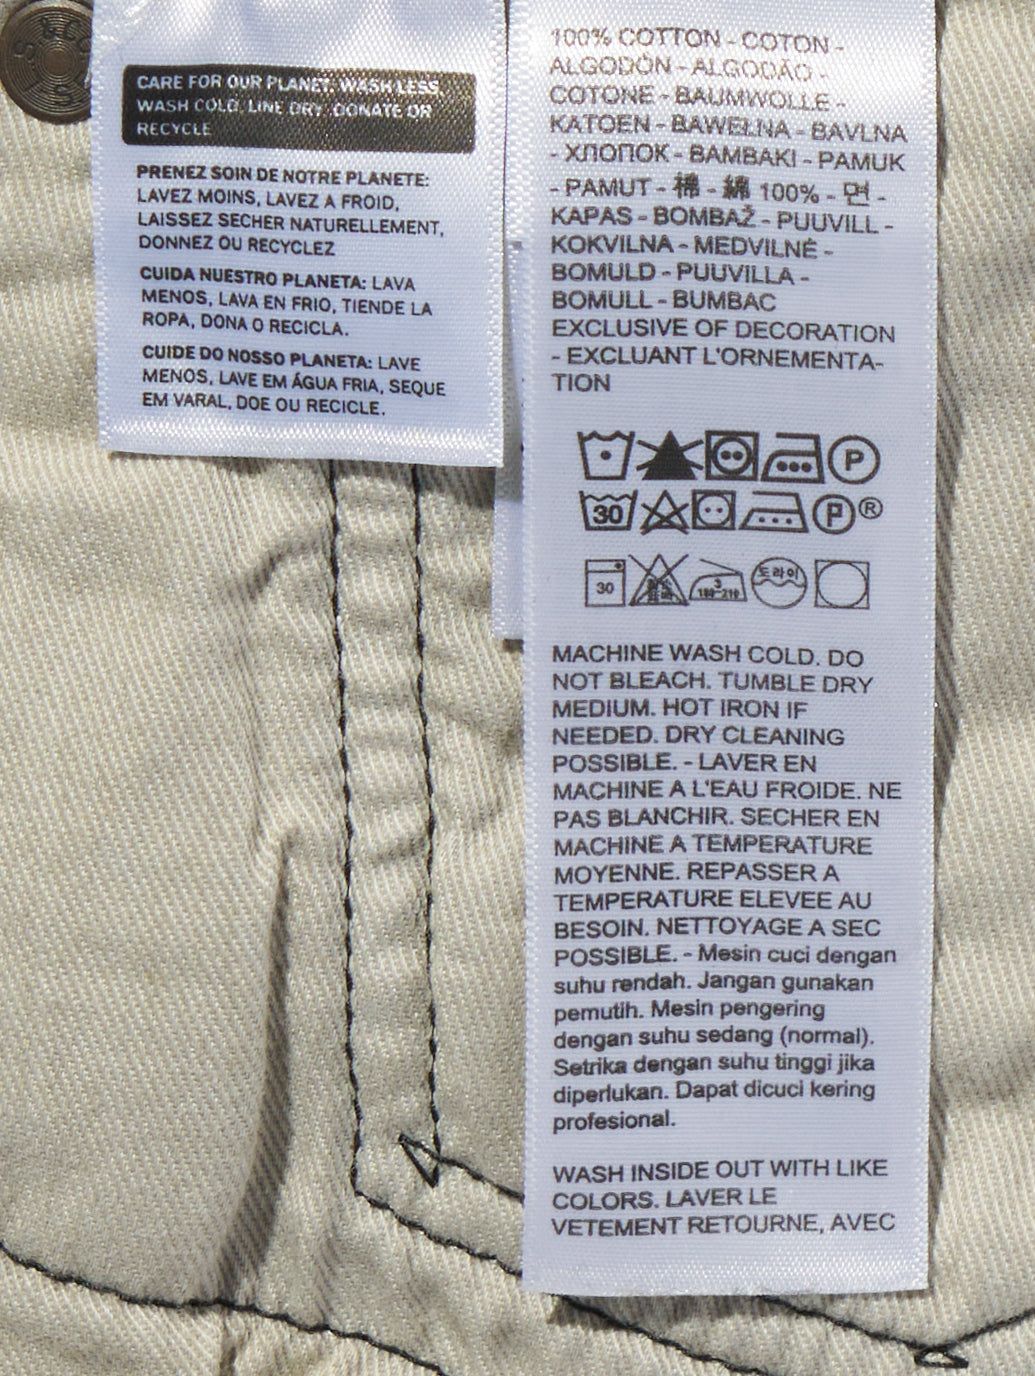 CARE FOR OUR PLANET: WASH LESS,
WASH COLD, LINE DRY, DONATE OR
RECYCLE
PRENEZ SOIN DE NOTRE PLANETE:
LAVEZ MOINS, LAVEZ A FROID,
LAISSEZ SECHER NATURELLEMENT,
DONNEZ OU RECYCLEZ
CUIDA NUESTRO PLANETA: LAVA
MENOS, LAVA EN FRIO, TIENDE LA
ROPA, DONA O RECICLA.
CUIDE DO NOSSO PLANETA: LAVE
MENOS, LAVE EM ÁGUA FRIA, SEQUE
EM VARAL, DOE OU RECICLE.
100% COTTON - COTON -
ALGODÓN - ALGODÃO -
COTONE - BAUMWOLLE -
KATOEN - BAWEŁNA - BAVLNA
- ХЛОПОК - BAMBAKI - PAMUK
- PAMUT - 棉 - 綿 100% - 면 -
KAPAS - BOMBAŽ - PUUVILL -
KOKVILNA - MEDVILNĖ -
BOMULD - PUUVILLA -
BOMULL - BUMBAC
EXCLUSIVE OF DECORATION
- EXCLUANT L'ORNEMENTA-
TION
P
30 P®
30 3 180-210 드라이
MACHINE WASH COLD. DO
NOT BLEACH. TUMBLE DRY
MEDIUM. HOT IRON IF
NEEDED. DRY CLEANING
POSSIBLE. - LAVER EN
MACHINE A L'EAU FROIDE. NE
PAS BLANCHIR. SECHER EN
MACHINE A TEMPERATURE
MOYENNE. REPASSER A
TEMPERATURE ELEVEE AU
BESOIN. NETTOYAGE A SEC
POSSIBLE. - Mesin cuci dengan
suhu rendah. Jangan gunakan
pemutih. Mesin pengering
dengan suhu sedang (normal).
Setrika dengan suhu tinggi jika
diperlukan. Dapat dicuci kering
profesional.
WASH INSIDE OUT WITH LIKE
COLORS. LAVER LE
VETEMENT RETOURNE, AVEC